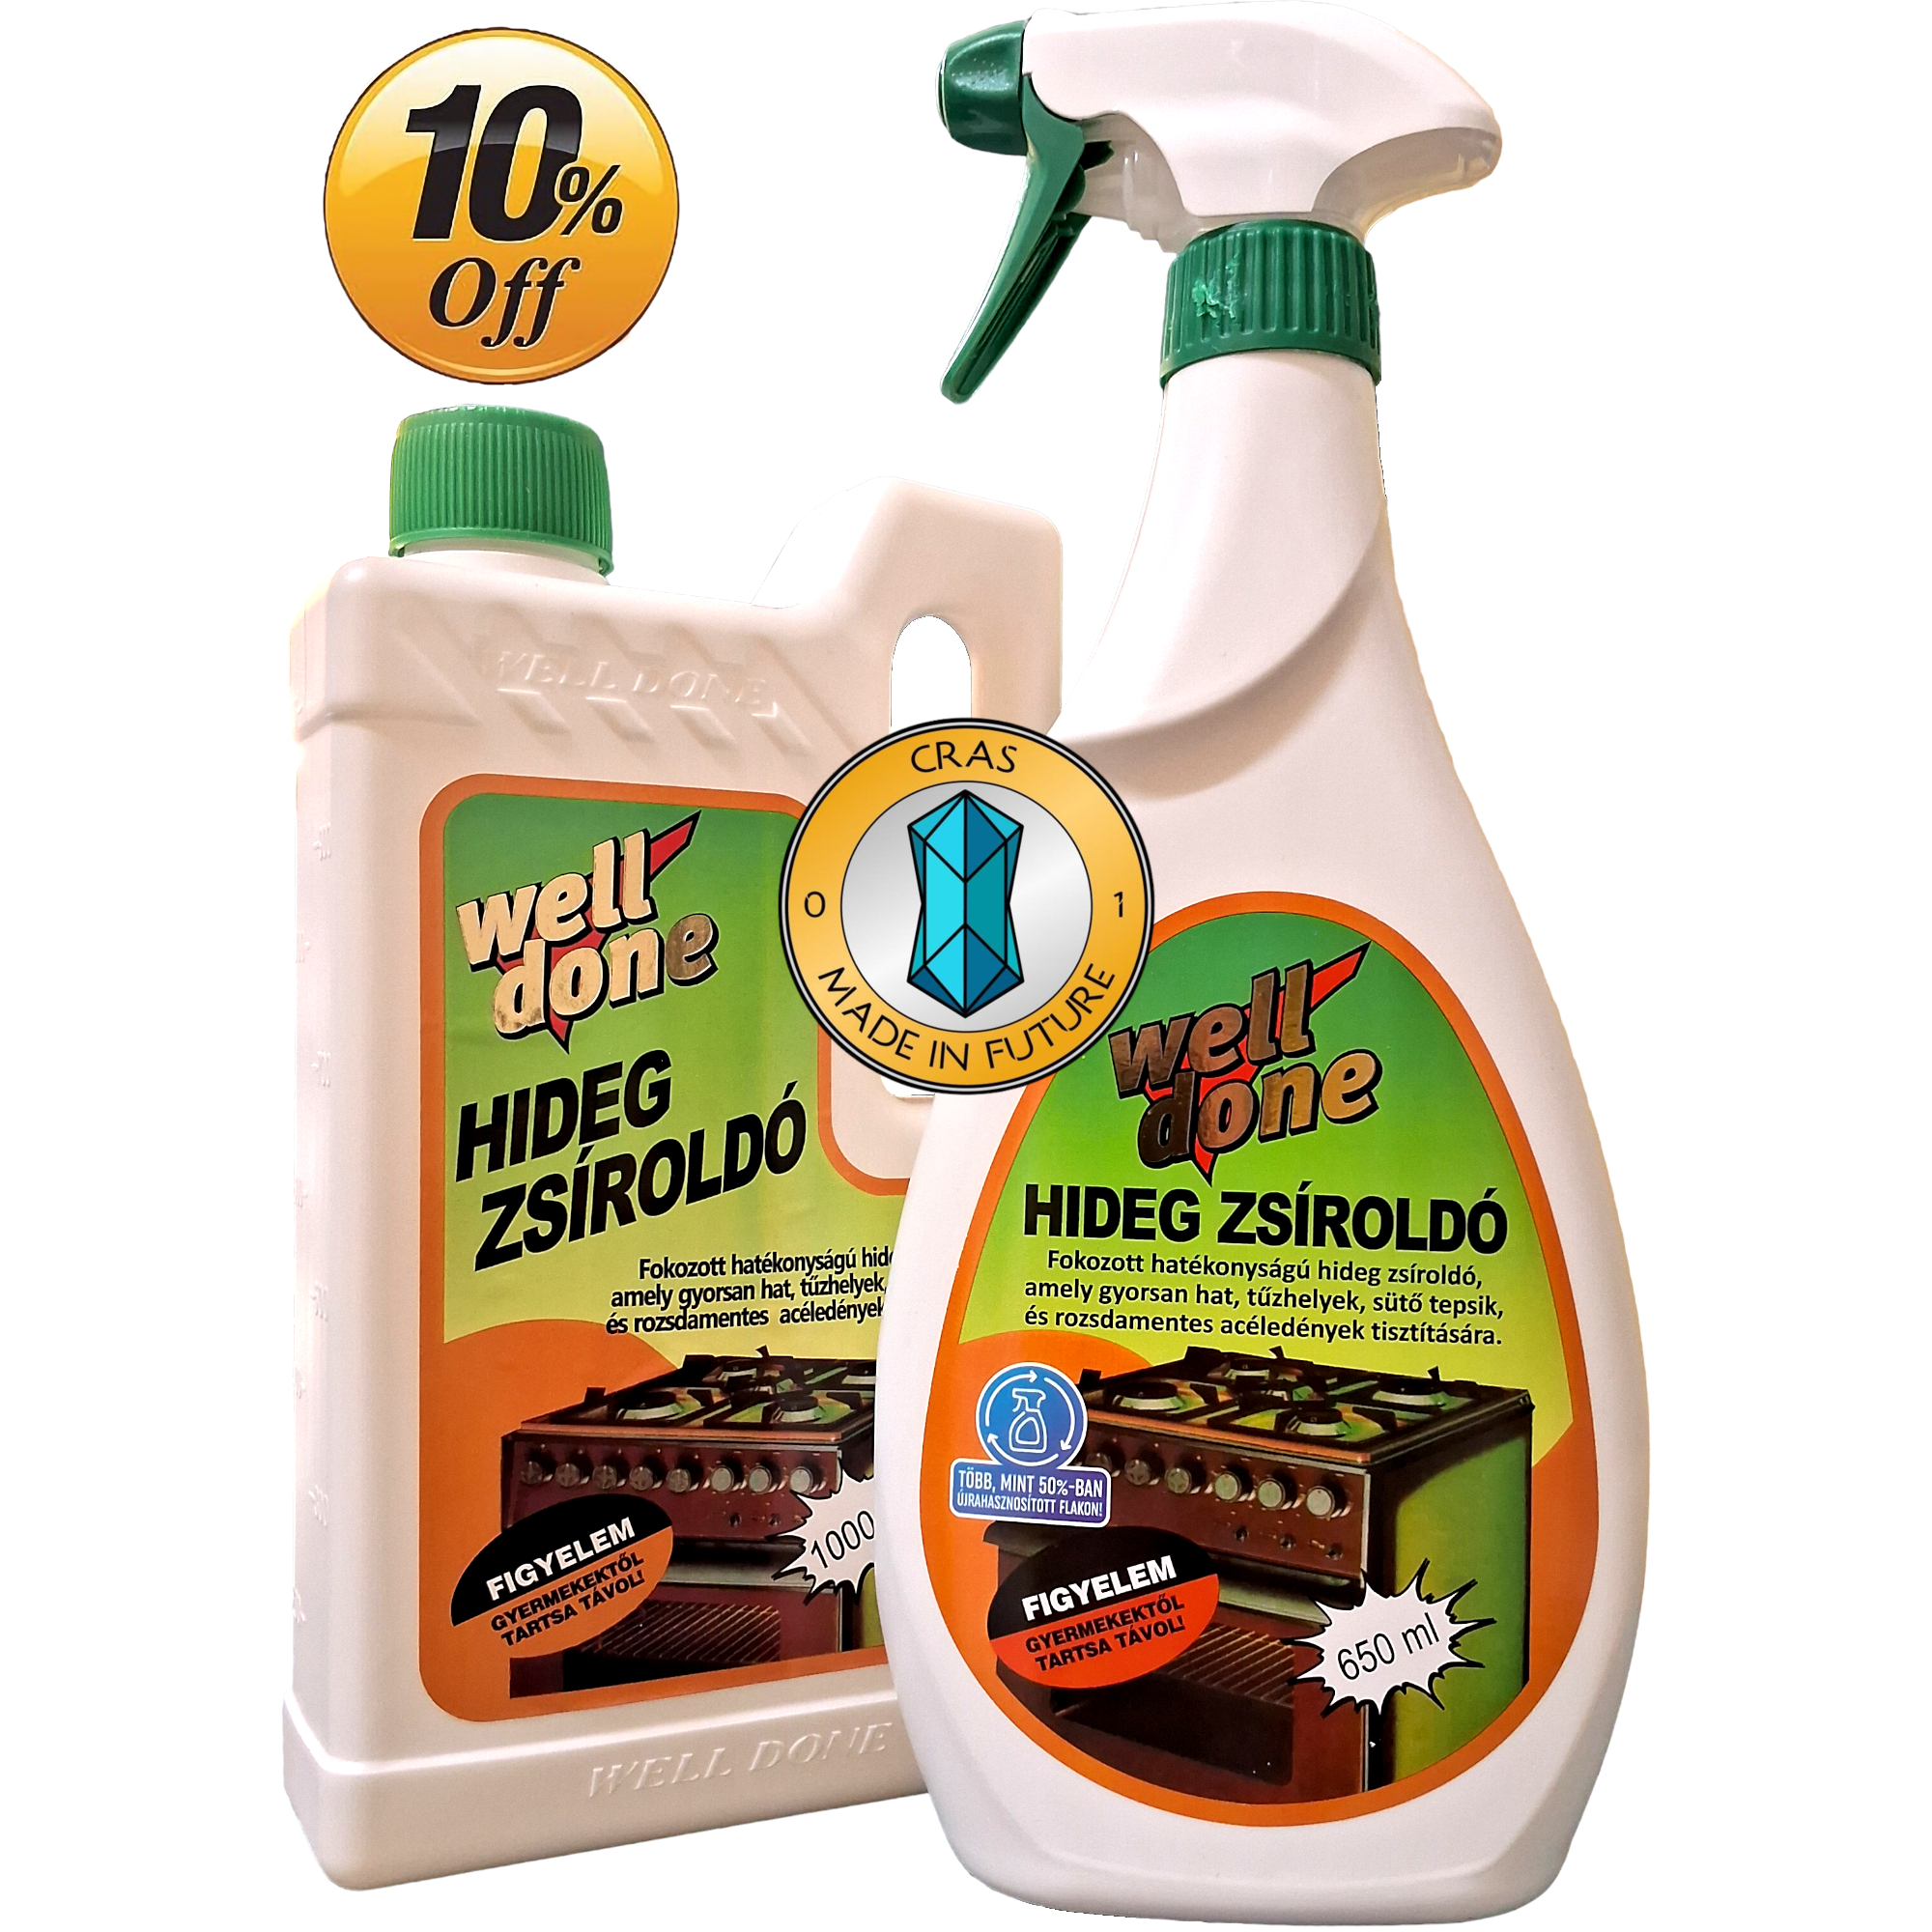 10%
Off
WELL DONE
well
done
HIDEG
ZSÍROLDÓ
Fokozott hatékonyságú
amely gyorsan hat, tűzhelyek,
és rozsdamentes acéledények
1000
FIGYELEM
GYERMEKEKTŐL
TARTSA TÁVOL!
WELL DONE
CRAS
0 1
MADE IN FUTURE
well
done
HIDEG ZSÍROLDÓ
Fokozott hatékonyságú hideg zsíroldó,
amely gyorsan hat, tűzhelyek, sütő tepsik,
és rozsdamentes acéledények tisztítására.
TÖBB, MINT 50%-BAN
ÚJRAHASZNOSÍTOTT FLAKON!
FIGYELEM
GYERMEKEKTŐL
TARTSA TÁVOL!
650 ml